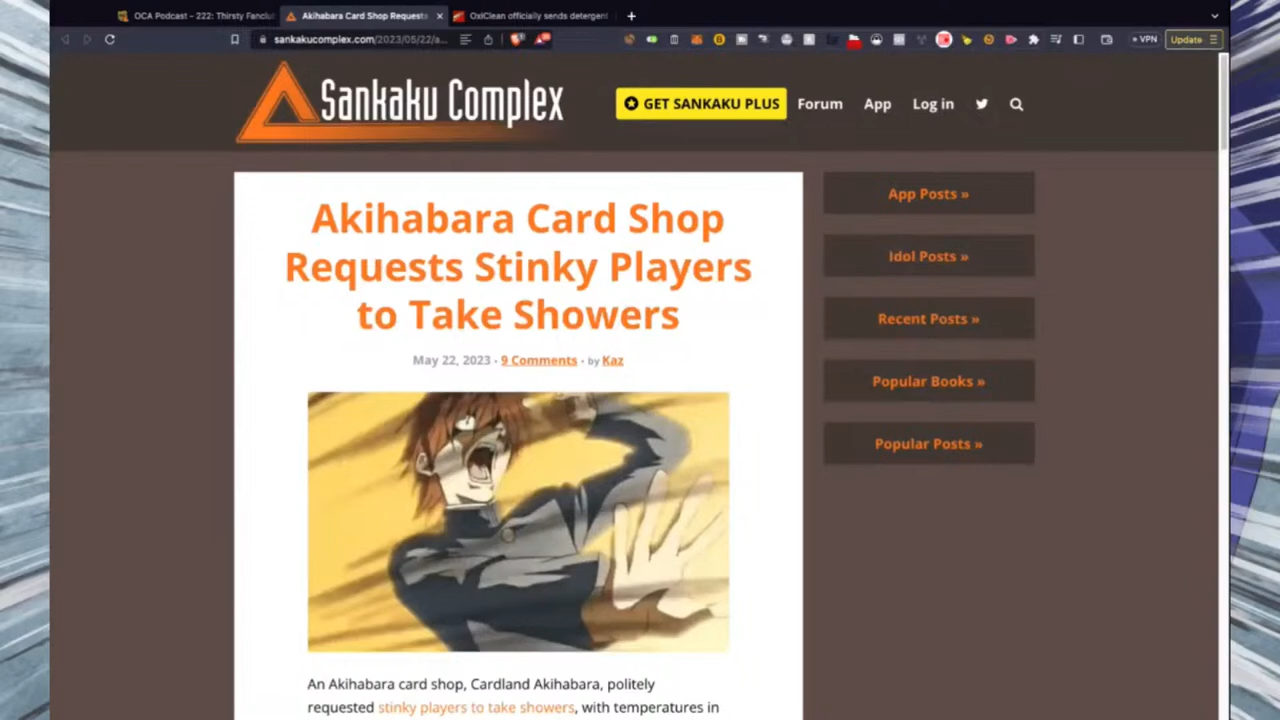 OCA Podcast - 222: Thirsty Fanclu
Akihabara Card Shop Requests
OxiClean officially sends detergent
sankakucomplex.com/2023/05/22/a...
VPN
Update
Sankaku Complex
GET SANKAKU PLUS
Forum
App
Log in
Akihabara Card Shop
Requests Stinky Players
to Take Showers
May 22, 2023 · 9 Comments · by Kaz
App Posts »
Idol Posts »
Recent Posts »
Popular Books »
Popular Posts »
An Akihabara card shop, Cardland Akihabara, politely
requested stinky players to take showers, with temperatures in